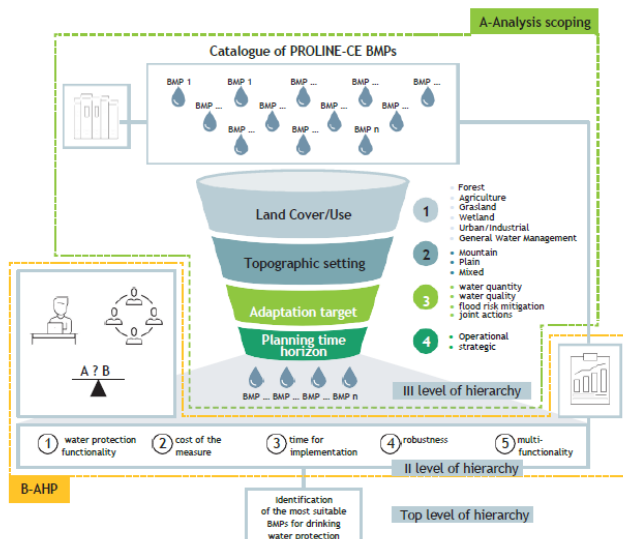 A-Analysis scoping
Catalogue of PROLINE-CE BMPs
BMP 1 BMP 1 BMP ... BMP ... BMP ...
BMP ... BMP ... BMP ... BMP ...
BMP ... BMP ... BMP n
Land Cover/Use
1
Forest
Agriculture
Grasland
Wetland
Urban/Industrial
General Water Management
Topographic setting
2
Mountain
Plain
Mixed
Adaptation target
3
water quantity
water quality
flood risk mitigation
joint actions
Planning time
horizon
4
Operational
strategic
A ? B
BMP ... BMP ... BMP ... BMP n
III level of hierarchy
1 water protection
functionality
2 cost of the
measure
3 time for
implementation
4 robustness
5 multi-
functionality
II level of hierarchy
B-AHP
Identification
of the most suitable
BMPs for drinking
water protection
Top level of hierarchy